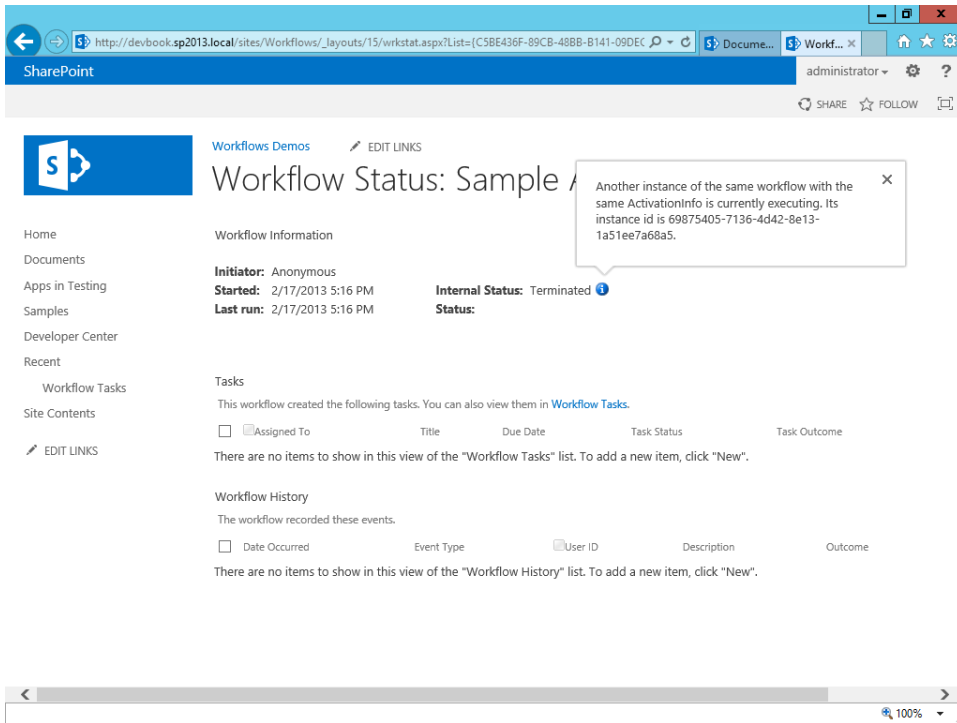 http://devbook.sp2013.local/sites/Workflows/_layouts/15/wrkstat.aspx?List={C5BE436F-89CB-48BB-B141-09DEC
Docume...
Workf...
SharePoint
administrator
?
SHARE
FOLLOW
S
Workflows Demos
EDIT LINKS
Workflow Status: Sample
Another instance of the same workflow with the
same ActivationInfo is currently executing. Its
instance id is 69875405-7136-4d42-8e13-
1a51ee7a68a5.
Home
Documents
Apps in Testing
Samples
Developer Center
Recent
Workflow Tasks
Site Contents
EDIT LINKS
Workflow Information
Initiator: Anonymous
Started: 2/17/2013 5:16 PM
Internal Status: Terminated
Last run: 2/17/2013 5:16 PM
Status:
Tasks
This workflow created the following tasks. You can also view them in Workflow Tasks.
Assigned To Title Due Date Task Status Task Outcome
There are no items to show in this view of the "Workflow Tasks" list. To add a new item, click "New".
Workflow History
The workflow recorded these events.
Date Occurred Event Type User ID Description Outcome
There are no items to show in this view of the "Workflow History" list. To add a new item, click "New".
100%